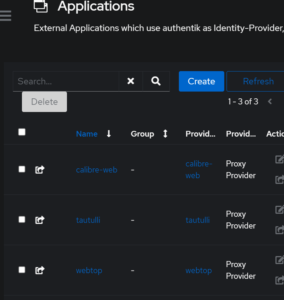 Applications
External Applications which use authentik as Identity-Provider,
Search...
Create
Refresh
Delete
1 - 3 of 3
Name
Group
Provid...
Provid...
Actio
calibre-web
-
calibre-
web
Proxy
Provider
tautulli
-
tautulli
Proxy
Provider
webtop
-
webtop
Proxy
Provider